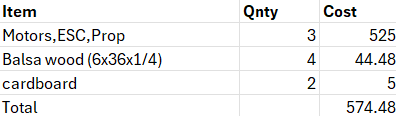 Item Qnty Cost
Motors,ESC,Prop 3 525
Balsa wood (6x36x1/4) 4 44.48
cardboard 2 5
Total 574.48